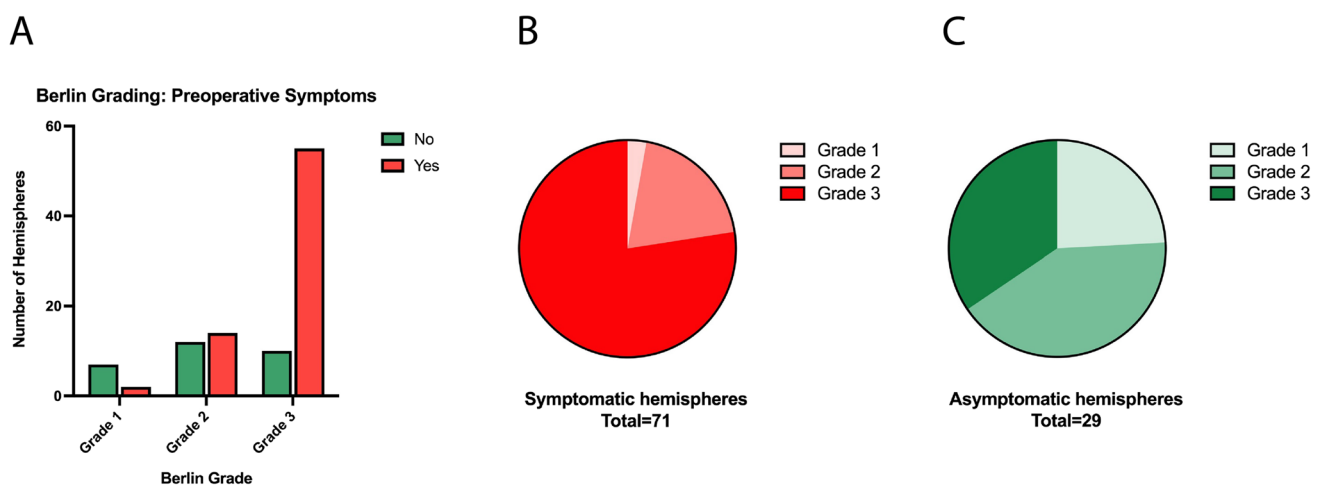 A
Berlin Grading: Preoperative Symptoms
No
Yes
60
40
20
0
Number of Hemispheres
Grade 1
Grade 2
Grade 3
Berlin Grade
B
Grade 1
Grade 2
Grade 3
Symptomatic hemispheres
Total=71
C
Grade 1
Grade 2
Grade 3
Asymptomatic hemispheres
Total=29